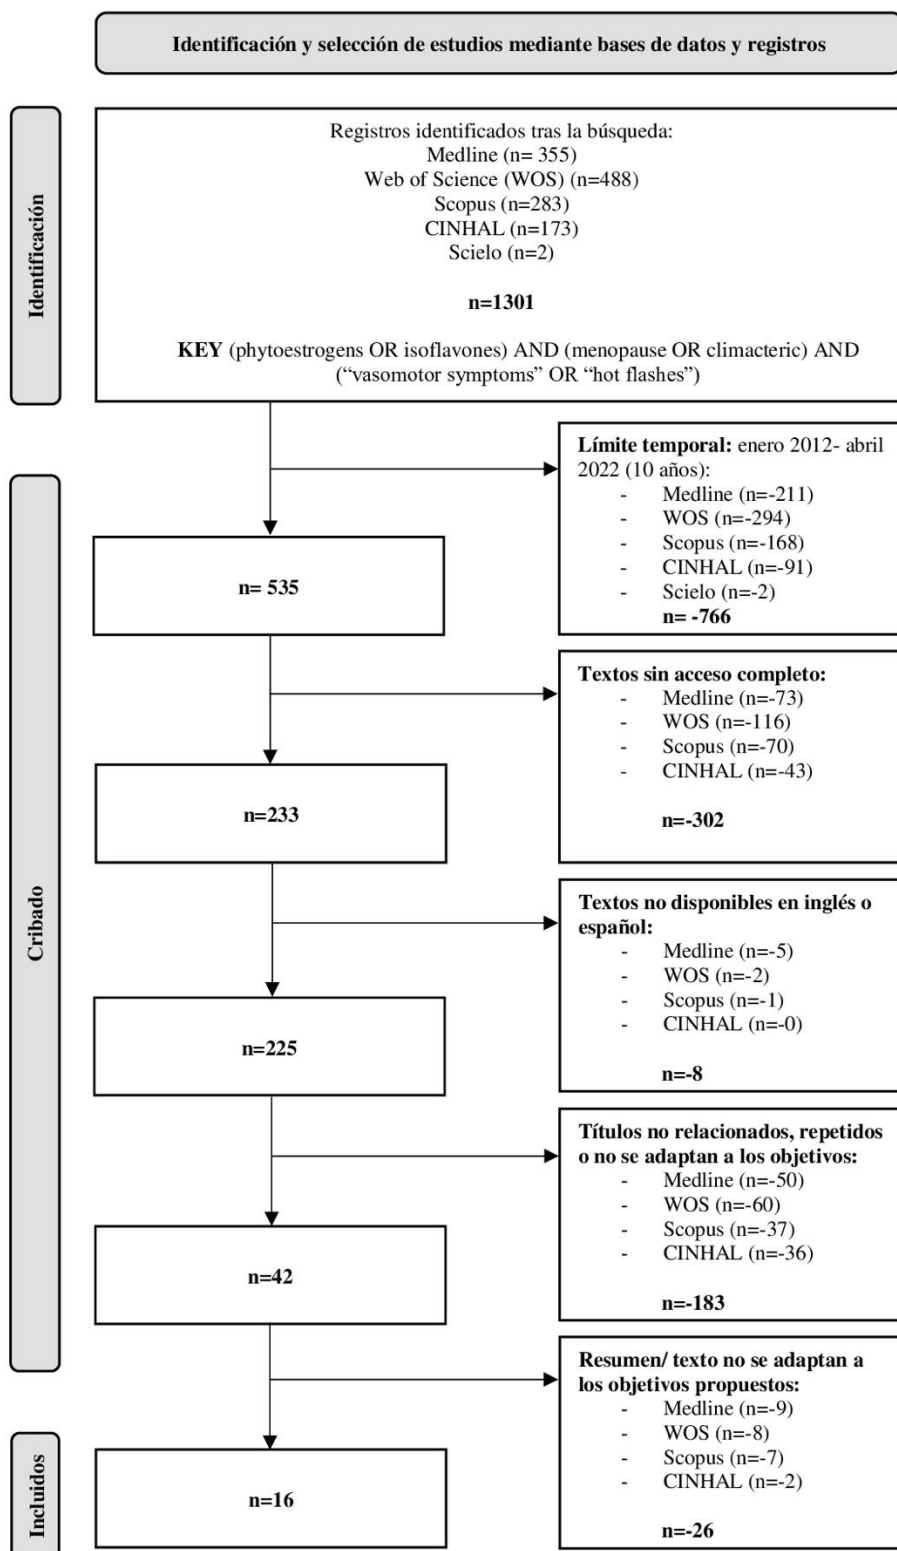 Identificación y selección de estudios mediante bases de datos y registros
Identificación
Registros identificados tras la búsqueda:
Medline (n= 355)
Web of Science (WOS) (n=488)
Scopus (n=283)
CINHAL (n=173)
Scielo (n=2)
n=1301
KEY (phytoestrogens OR isoflavones) AND (menopause OR climacteric) AND
(“vasomotor symptoms” OR “hot flashes”)
Límite temporal: enero 2012- abril
2022 (10 años):
- Medline (n=-211)
- WOS (n=-294)
- Scopus (n=-168)
- CINHAL (n=-91)
- Scielo (n=-2)
n= -766
Cribado
n= 535
Textos sin acceso completo:
- Medline (n=-73)
- WOS (n=-116)
- Scopus (n=-70)
- CINHAL (n=-43)
n=-302
n=233
Textos no disponibles en inglés o
español:
- Medline (n=-5)
- WOS (n=-2)
- Scopus (n=-1)
- CINHAL (n=-0)
n=-8
n=225
Títulos no relacionados, repetidos
o no se adaptan a los objetivos:
- Medline (n=-50)
- WOS (n=-60)
- Scopus (n=-37)
- CINHAL (n=-36)
n=-183
n=42
Resumen/ texto no se adaptan a
los objetivos propuestos:
- Medline (n=-9)
- WOS (n=-8)
- Scopus (n=-7)
- CINHAL (n=-2)
n=-26
Incluidos
n=16